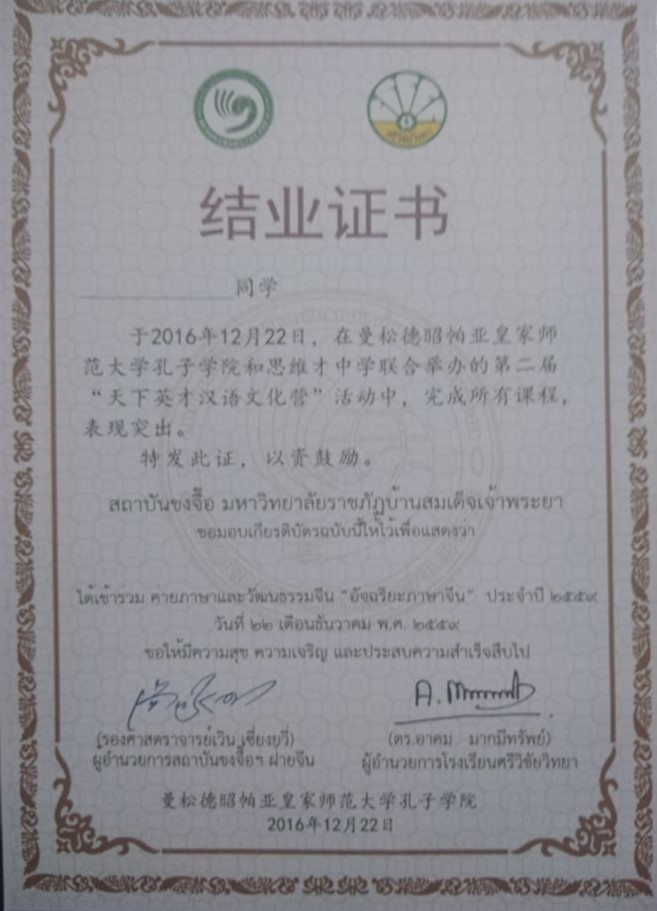 结业证书
同学
于2016年12月22日，在曼松德昭帕亚皇家师
范大学孔子学院和思维才中学联合举办的第二届
“天下英才汉语文化营”活动中，完成所有课程，
表现突出。
特发此证，以资鼓励。
สถาบันขงจื๊อ มหาวิทยาลัยราชภัฏบ้านสมเด็จเจ้าพระยา
ขอมอบเกียรติบัตรฉบับนี้ให้ไว้เพื่อแสดงว่า
ได้เข้าร่วม ค่ายภาษาและวัฒนธรรมจีน “อัจฉริยะภาษาจีน” ประจำปี ๒๕๕๙
วันที่ ๒๒ เดือนธันวาคม พ.ศ. ๒๕๕๙
ขอให้มีความสุข ความเจริญ และประสบความสำเร็จสืบไป
(รองศาสตราจารย์เวิน เซี่ยงยวี่) (ดร.อาคม มากมีทรัพย์)
ผู้อำนวยการสถาบันขงจื๊อฯ ฝ่ายจีน ผู้อำนวยการโรงเรียนศรีวิชัยวิทยา
曼松德昭帕亚皇家师范大学孔子学院
2016年12月22日